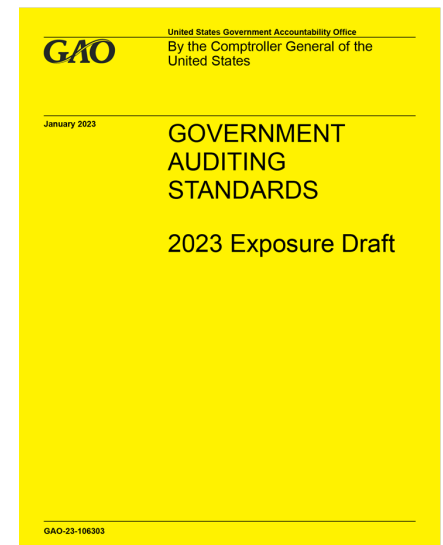 United States Government Accountability Office
GAO
By the Comptroller General of the
United States
January 2023
GOVERNMENT
AUDITING
STANDARDS
2023 Exposure Draft
GAO-23-106303